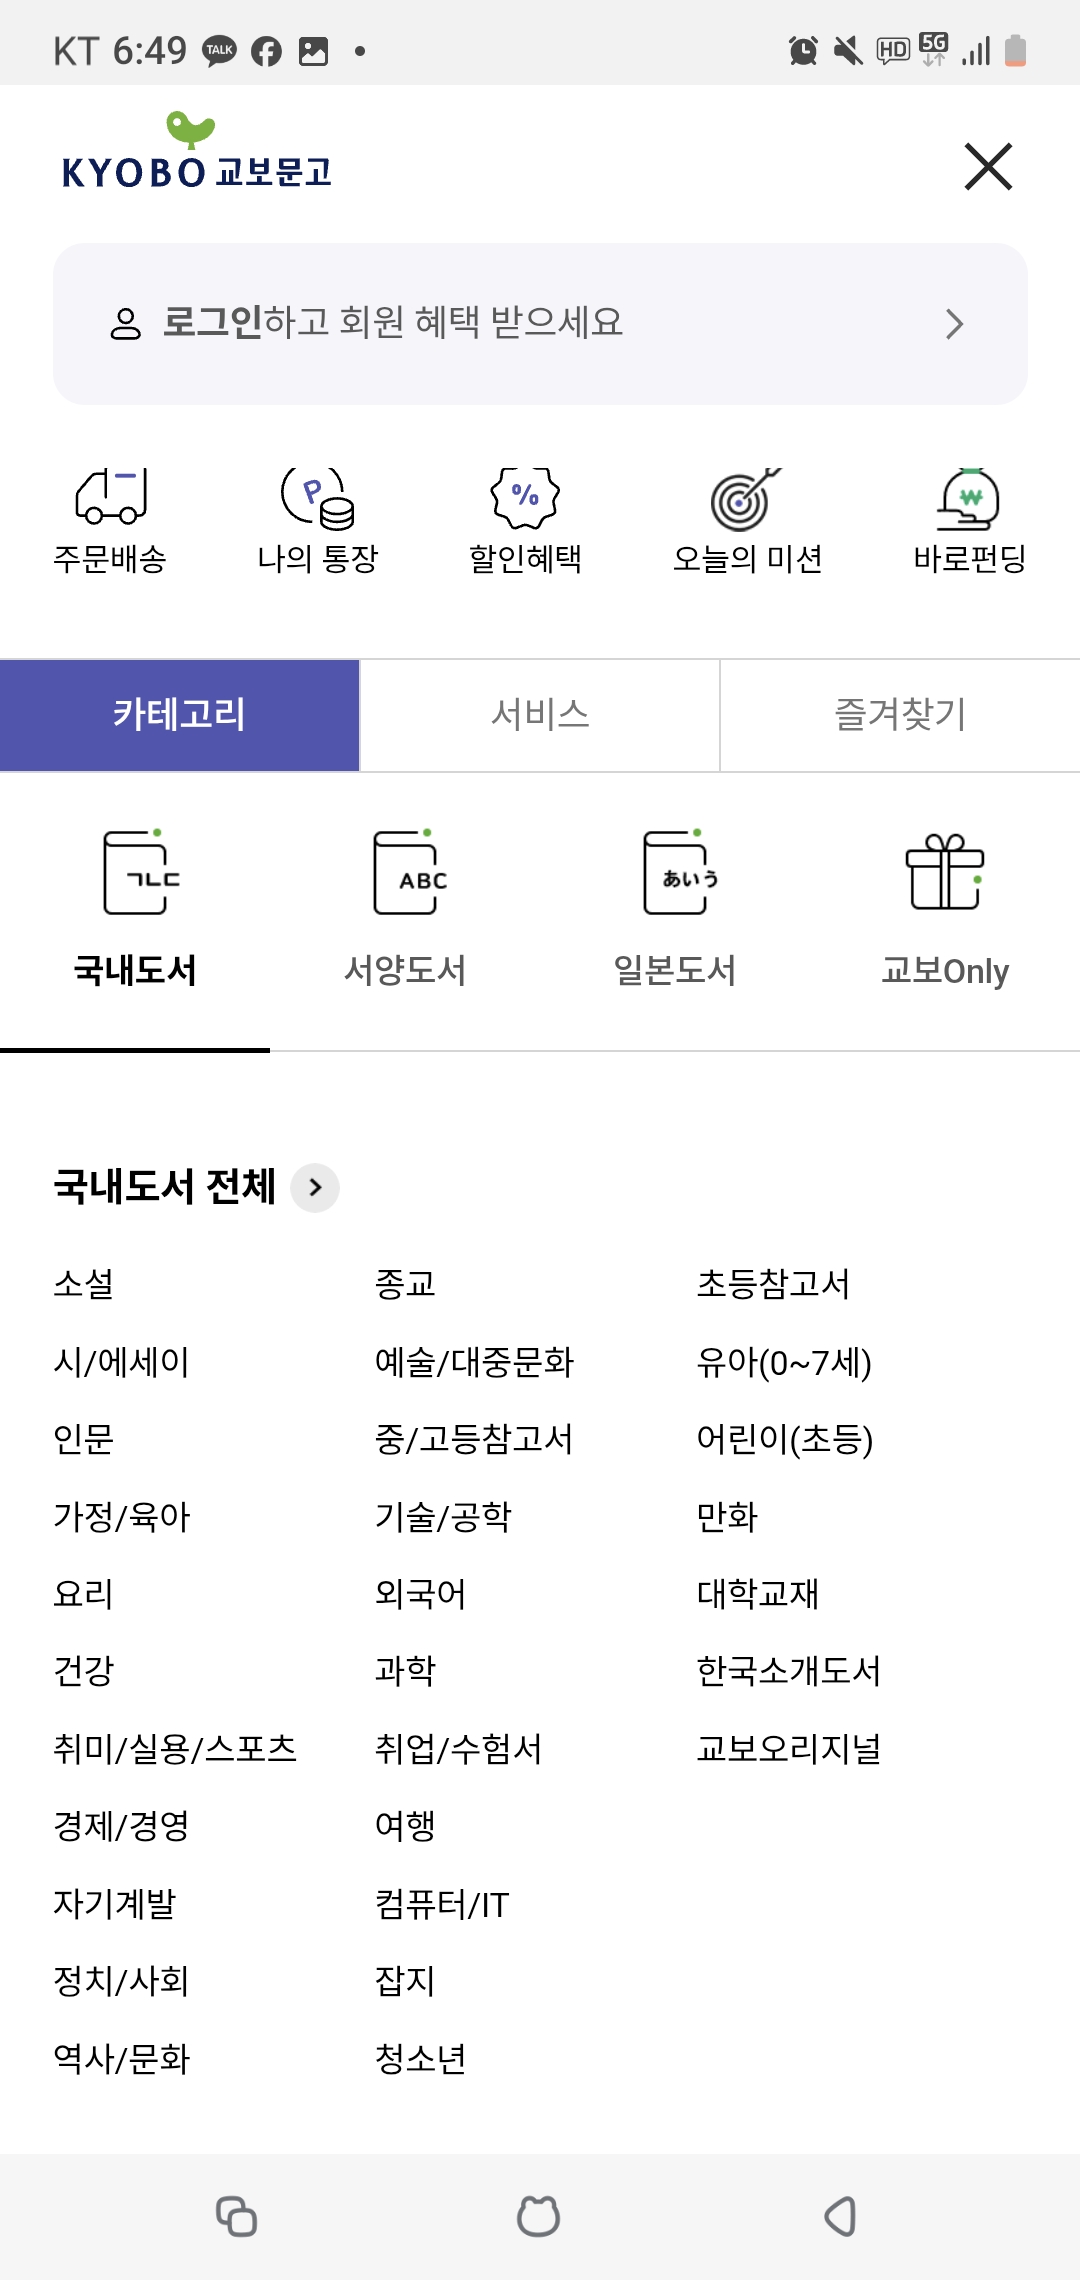 KT 6:49 TALK HD 5G
KYOBO 교보문고
로그인하고 회원 혜택 받으세요
P % ₩
주문배송 나의 통장 할인혜택 오늘의 미션 바로펀딩
카테고리 서비스 즐겨찾기
ㄱㄴㄷ ABC あいう
국내도서 서양도서 일본도서 교보Only
국내도서 전체
소설 종교 초등참고서
시/에세이 예술/대중문화 유아(0~7세)
인문 중/고등참고서 어린이(초등)
가정/육아 기술/공학 만화
요리 외국어 대학교재
건강 과학 한국소개도서
취미/실용/스포츠 취업/수험서 교보오리지널
경제/경영 여행
자기계발 컴퓨터/IT
정치/사회 잡지
역사/문화 청소년